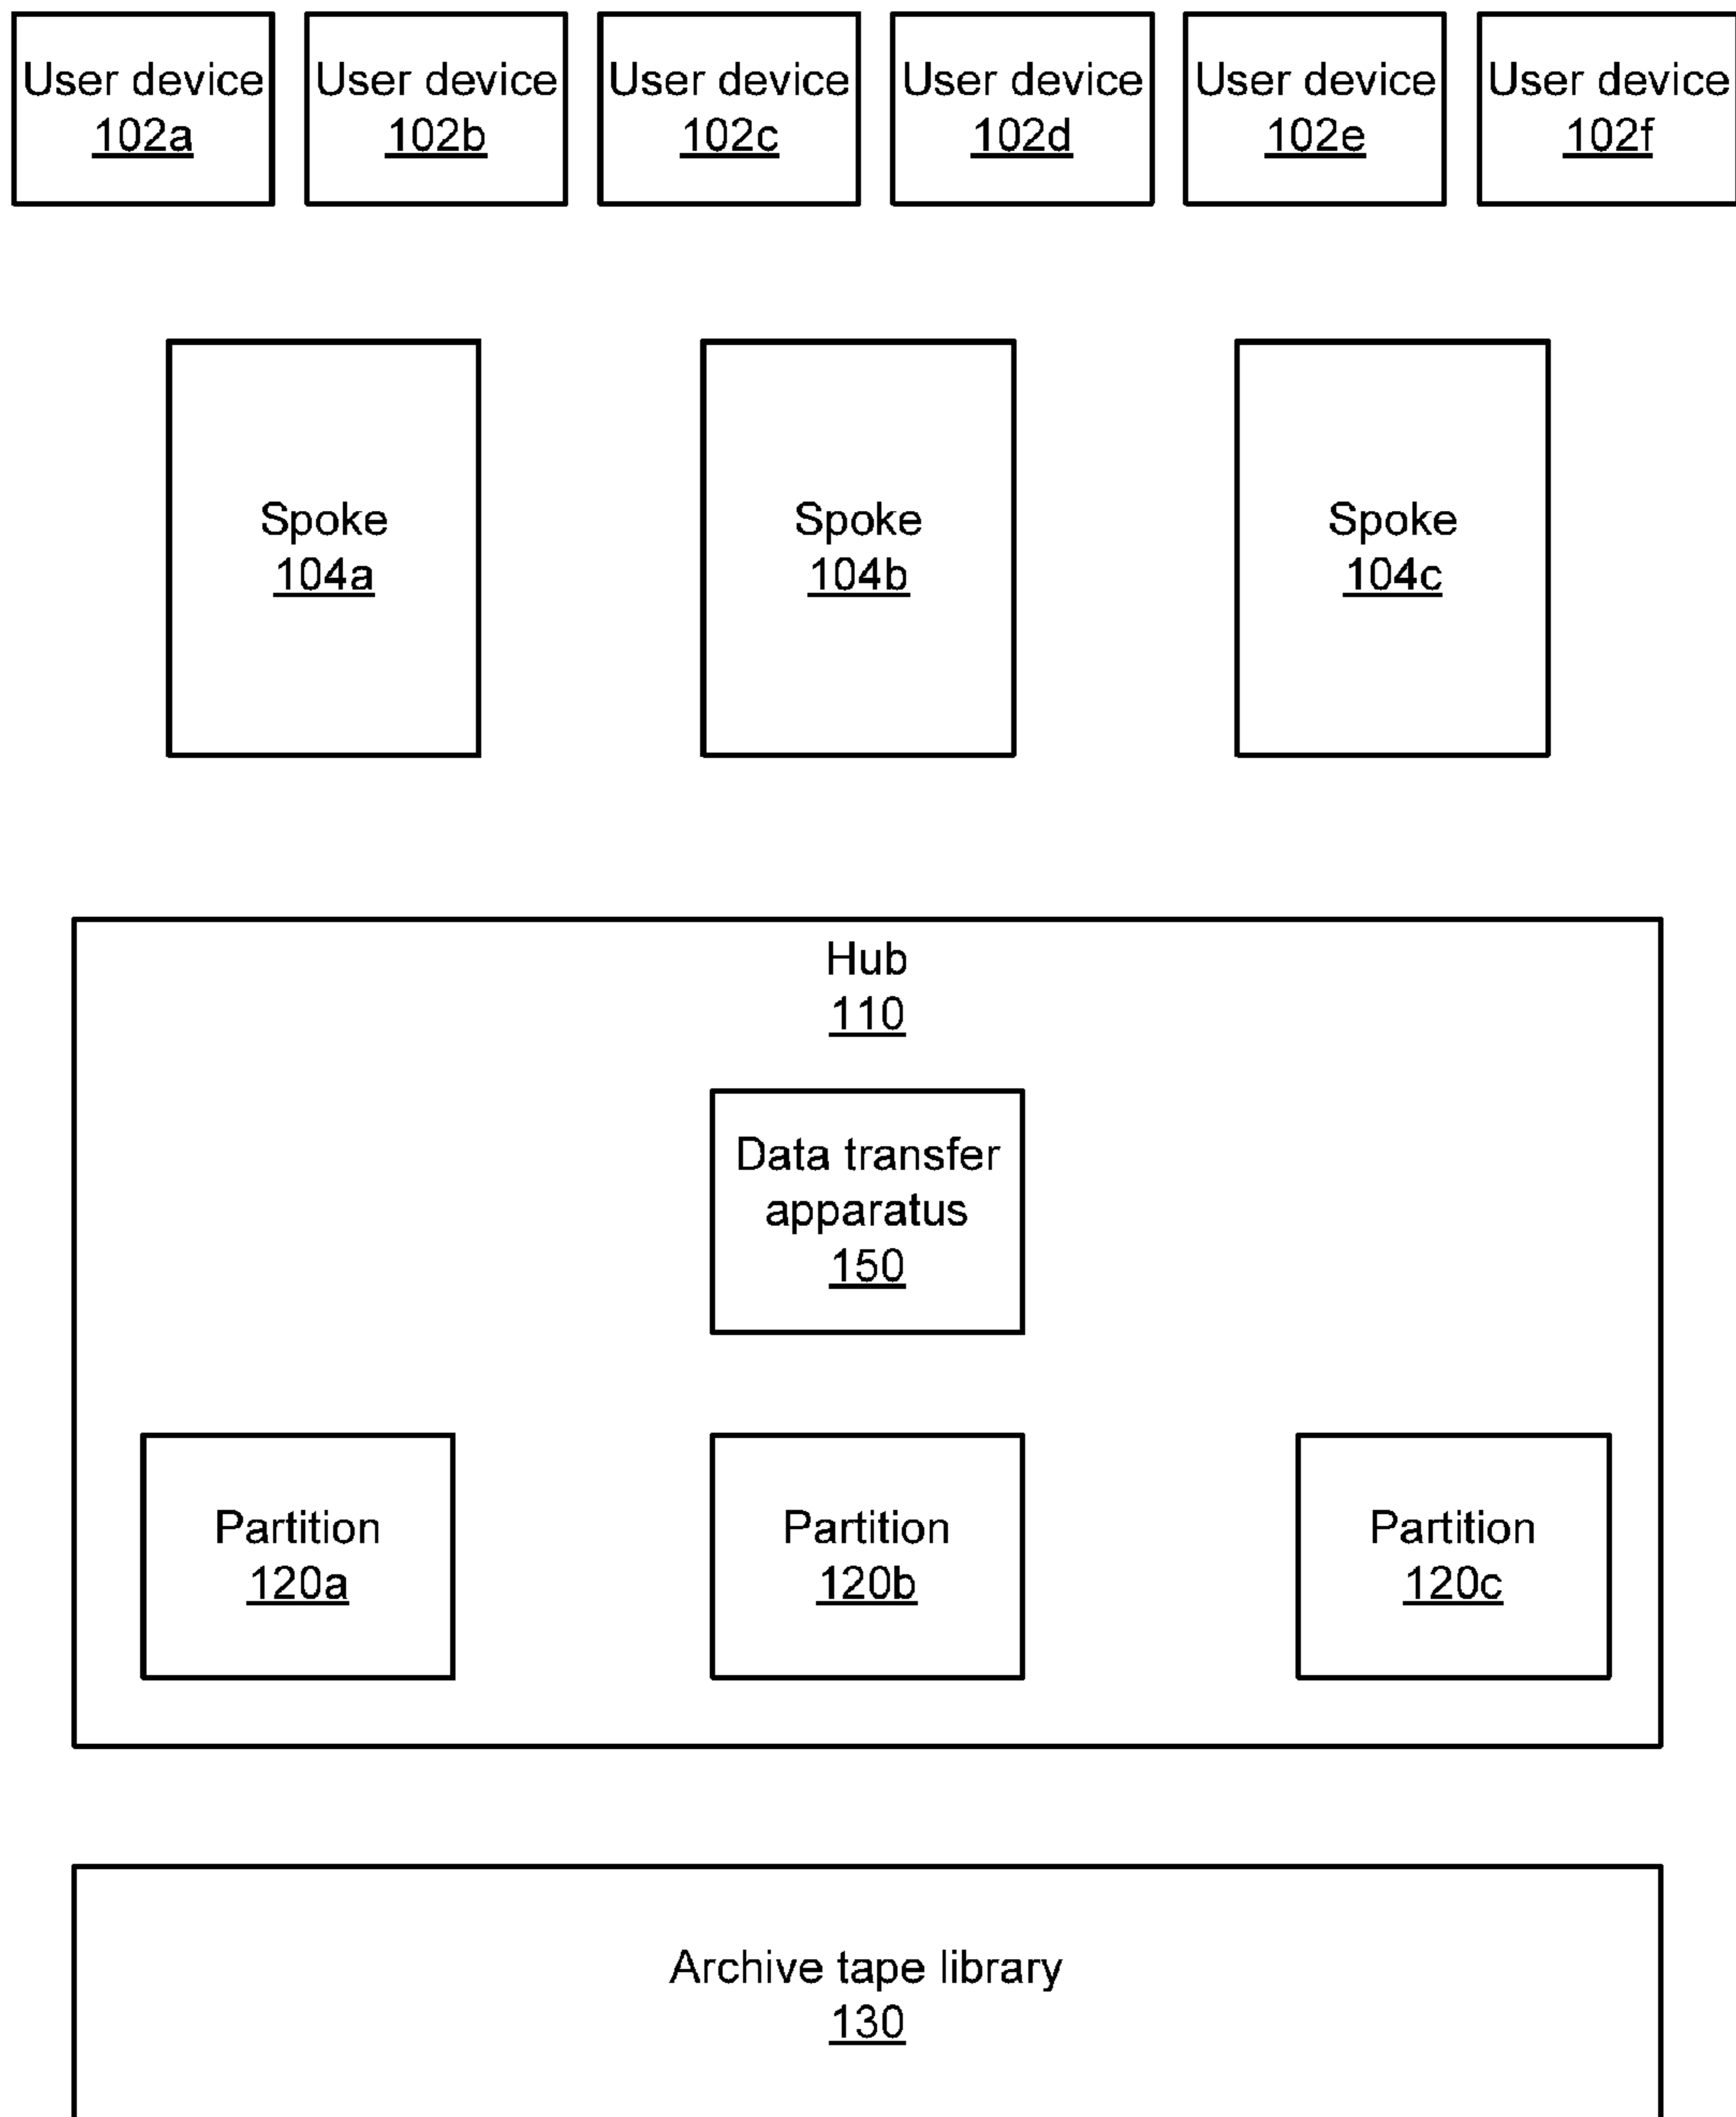 User device
102a
User device
102b
User device
102c
User device
102d
User device
102e
User device
102f
Spoke
104a
Spoke
104b
Spoke
104c
Hub
110
Data transfer
apparatus
150
Partition
120a
Partition
120b
Partition
120c
Archive tape library
130